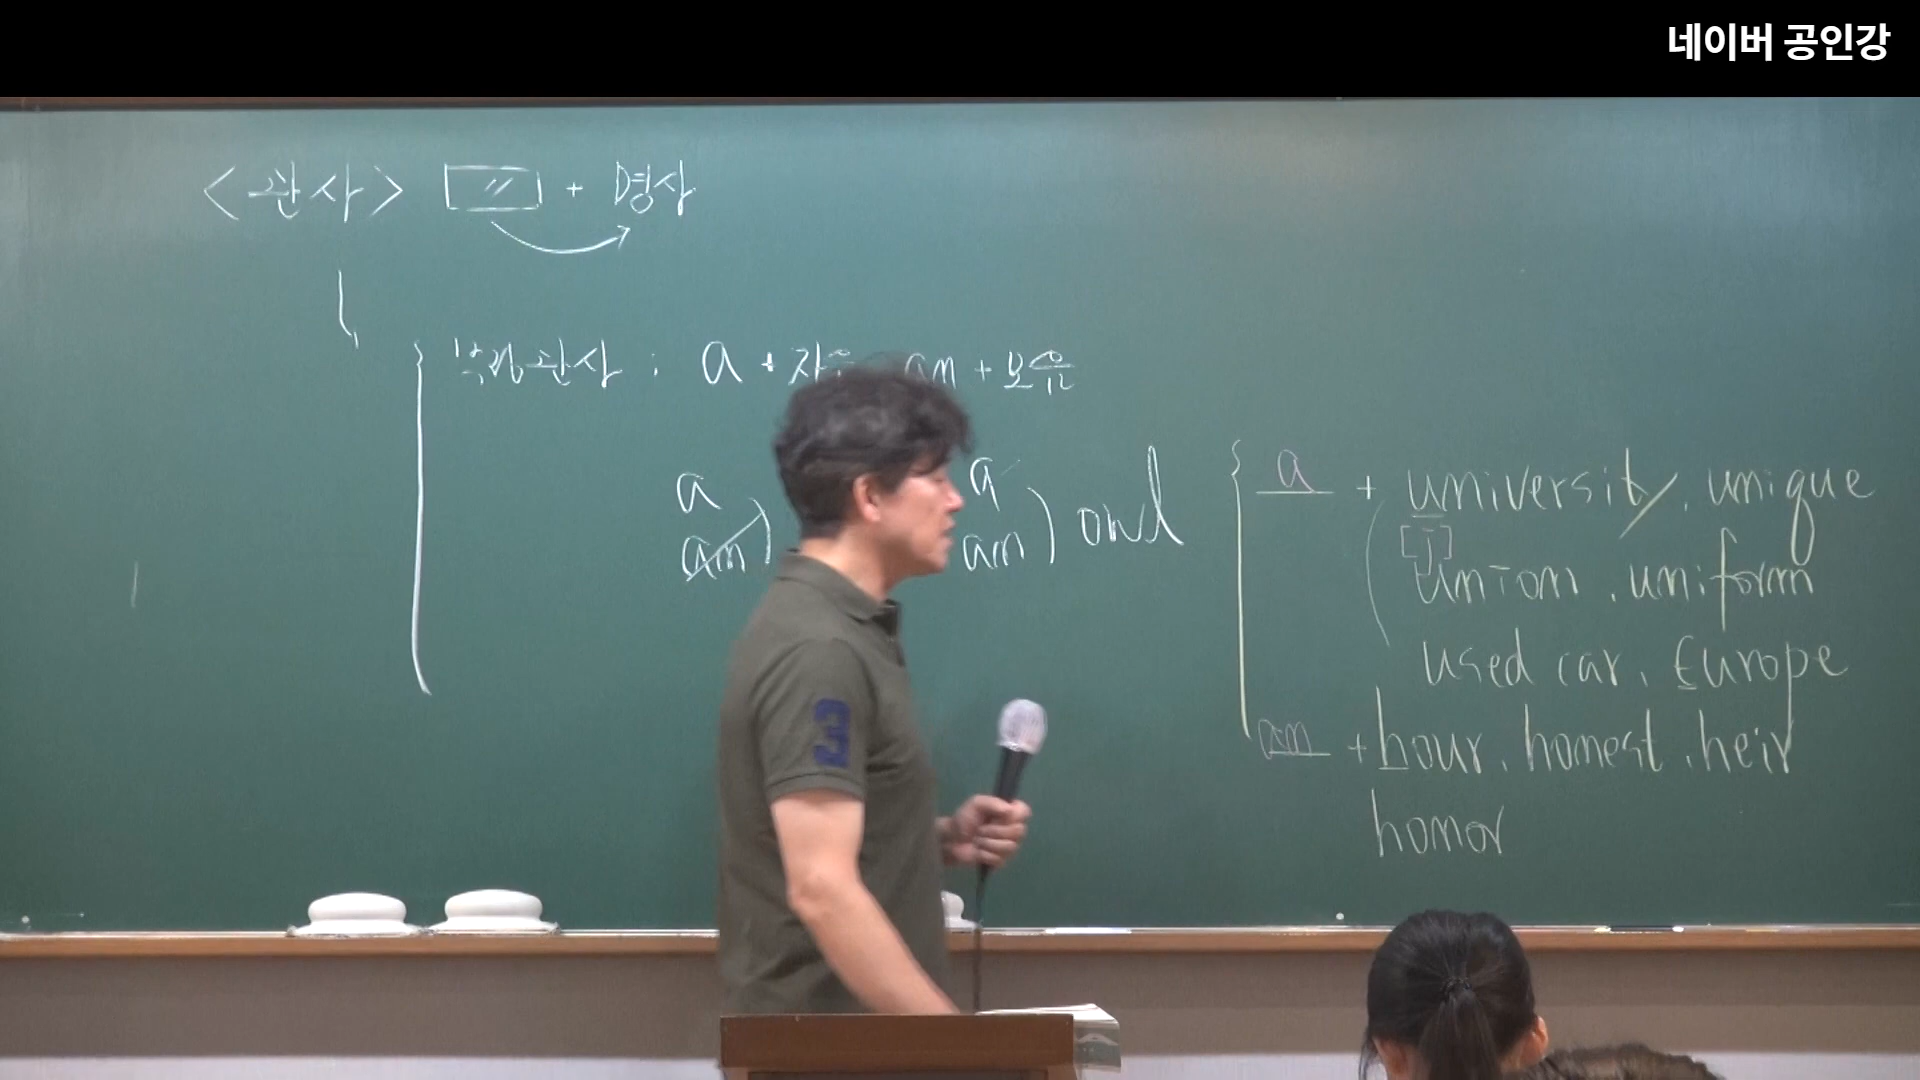 네이버 공인강
<관사> [//] + 명사
부정관사 : a + 자음 an + 모음
a
an
a
an ) owl
a + university, unique
[j]
union, uniform
used car, Europe
an + hour, honest, heir
honor
3